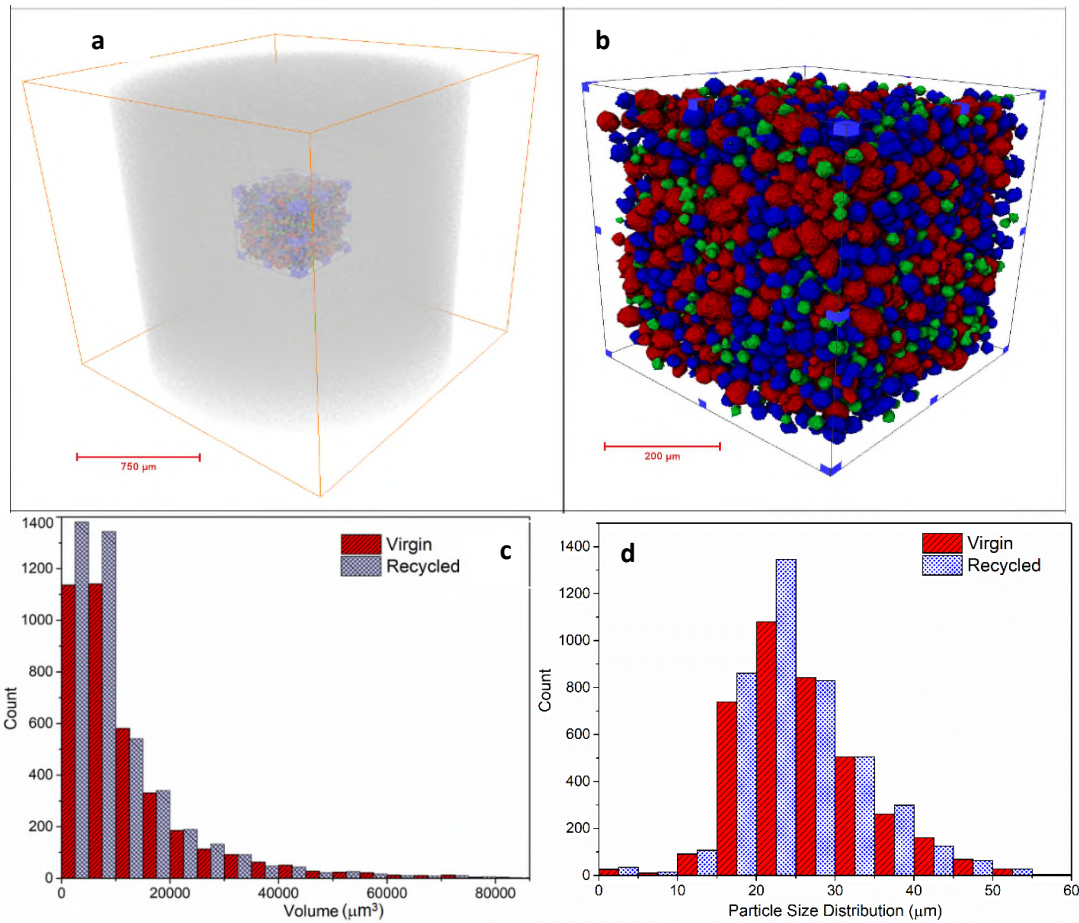 a
750 μm
b
200 μm
c
Virgin
Recycled
1400
1200
1000
800
600
400
200
0
Count
0 20000 40000 60000 80000
Volume (μm³)
d
Virgin
Recycled
1400
1200
1000
800
600
400
200
0
Count
0 10 20 30 40 50 60
Particle Size Distribution (μm)